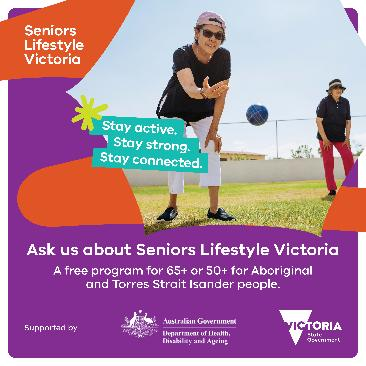 Seniors
Lifestyle
Victoria
Stay active.
Stay strong.
Stay connected.
Ask us about Seniors Lifestyle Victoria
A free program for 65+ or 50+ for Aboriginal
and Torres Strait Isander people.
Supported by
Australian Government
Department of Health,
Disability and Ageing
VICTORIA
State
Government